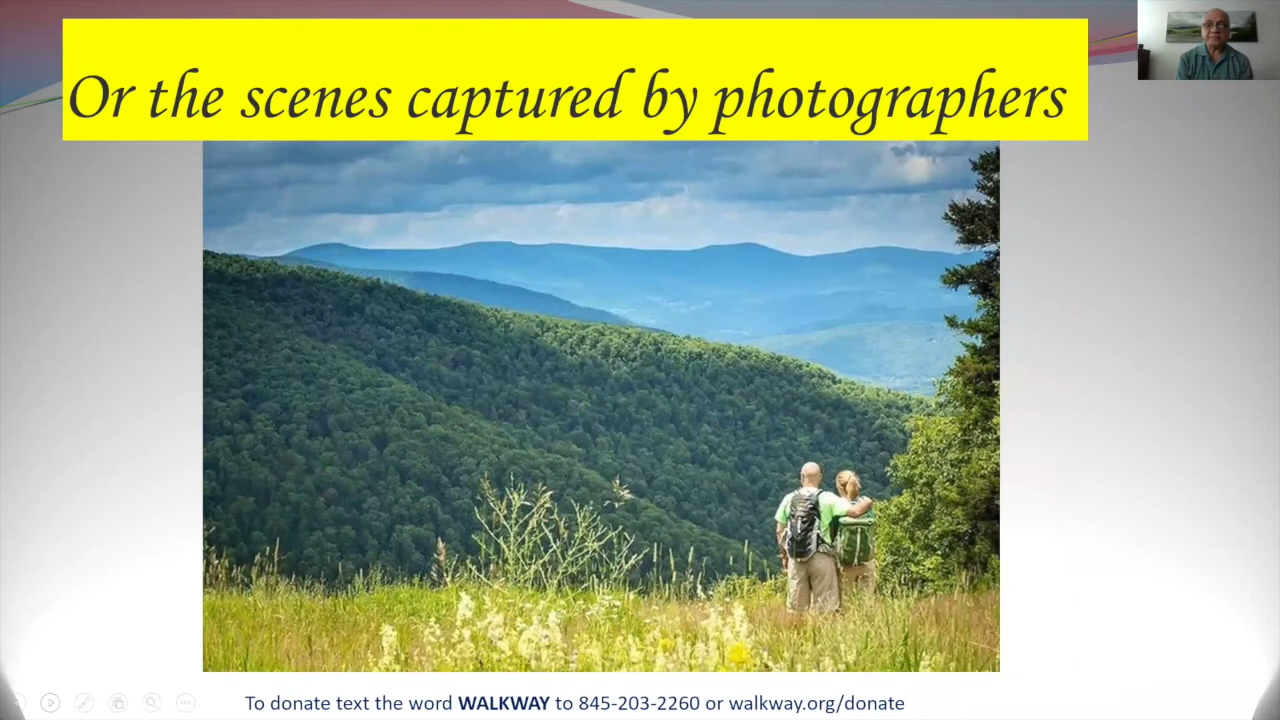 Or the scenes captured by photographers
To donate text the word WALKWAY to 845-203-2260 or walkway.org/donate